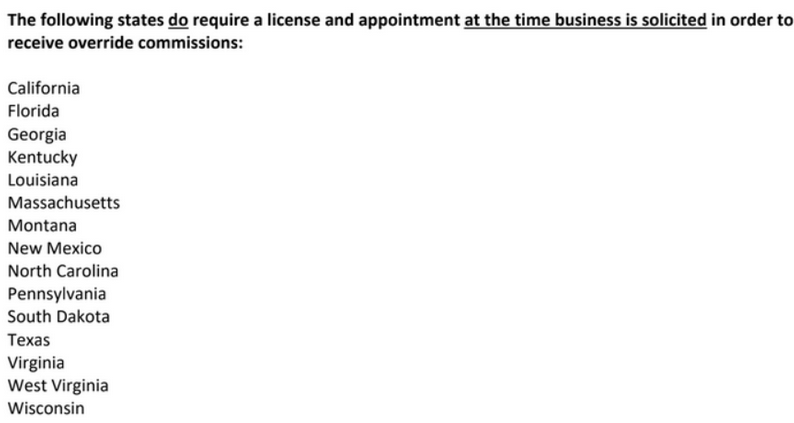 The following states do require a license and appointment at the time business is solicited in order to
receive override commissions:
California
Florida
Georgia
Kentucky
Louisiana
Massachusetts
Montana
New Mexico
North Carolina
Pennsylvania
South Dakota
Texas
Virginia
West Virginia
Wisconsin